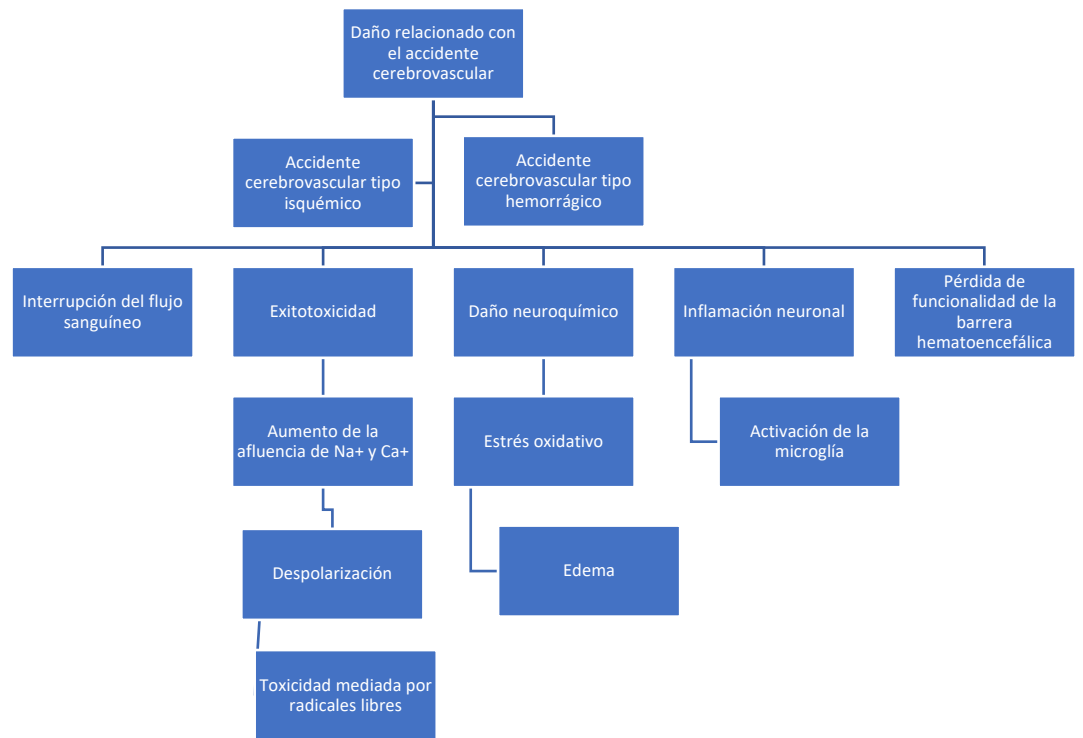 Daño relacionado con
el accidente
cerebrovascular
Accidente
cerebrovascular tipo
isquémico
Accidente
cerebrovascular tipo
hemorrágico
Interrupción del flujo
sanguíneo
Exitotoxicidad
Daño neuroquímico
Inflamación neuronal
Pérdida de
funcionalidad de la
barrera
hematoencefálica
Aumento de la
afluencia de Na+ y Ca+
Estrés oxidativo
Activación de la
microglía
Despolarización
Edema
Toxicidad mediada por
radicales libres